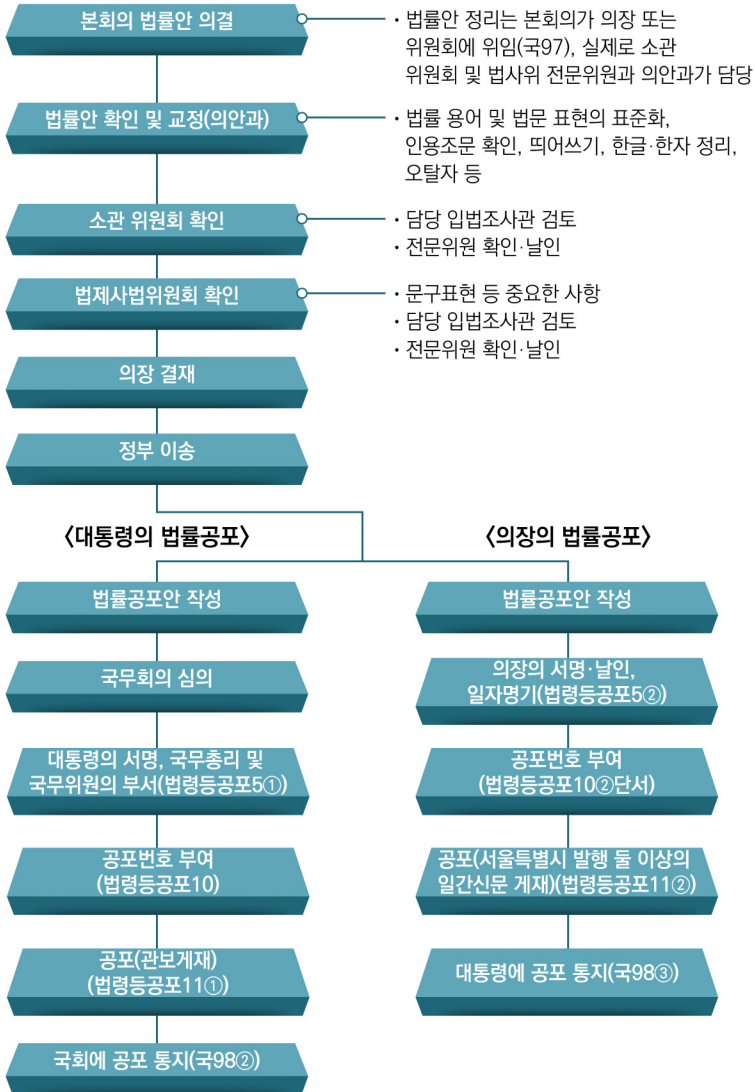 본회의 법률안 의결
· 법률안 정리는 본회의가 의장 또는
위원회에 위임(국97), 실제로 소관
위원회 및 법사위 전문위원과 의안과가 담당
법률안 확인 및 교정(의안과)
· 법률 용어 및 법문 표현의 표준화,
인용조문 확인, 띄어쓰기, 한글·한자 정리,
오탈자 등
소관 위원회 확인
· 담당 입법조사관 검토
· 전문위원 확인·날인
법제사법위원회 확인
· 문구표현 등 중요한 사항
· 담당 입법조사관 검토
· 전문위원 확인·날인
의장 결재
정부 이송
〈대통령의 법률공포〉
법률공포안 작성
국무회의 심의
대통령의 서명, 국무총리 및
국무위원의 부서(법령등공포5①)
공포번호 부여
(법령등공포10)
공포(관보게재)
(법령등공포11①)
국회에 공포 통지(국98②)
〈의장의 법률공포〉
법률공포안 작성
의장의 서명·날인,
일자명기(법령등공포5②)
공포번호 부여
(법령등공포10②단서)
공포(서울특별시 발행 둘 이상의
일간신문 게재)(법령등공포11②)
대통령에 공포 통지(국98③)